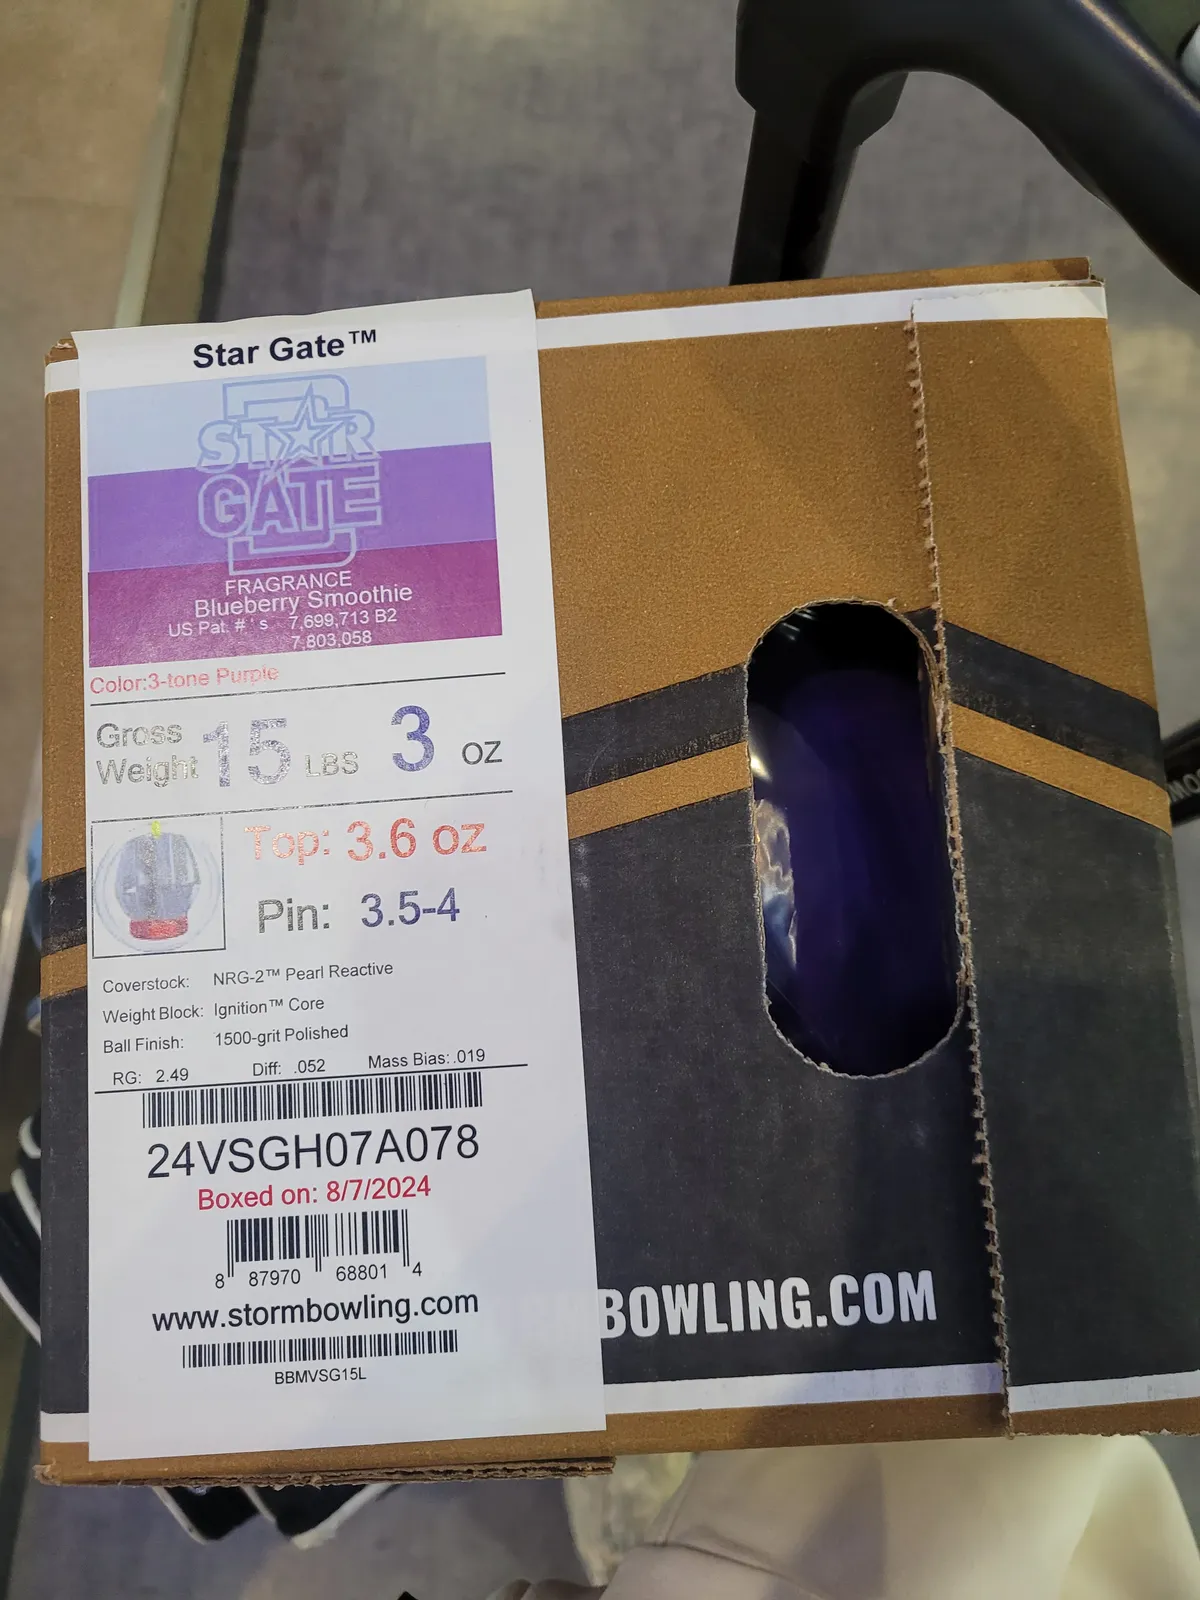 Star Gate™
STAR
GATE
FRAGRANCE
Blueberry Smoothie
US Pat. #'s 7,699,713 B2
7,803,058
Color:3-tone Purple
Gross Weight 15 LBS 3 OZ
Top: 3.6 oz
Pin: 3.5-4
Coverstock: NRG-2™ Pearl Reactive
Weight Block: Ignition™ Core
Ball Finish: 1500-grit Polished
RG: 2.49 Diff: .052 Mass Bias: .019
24VSGH07A078
Boxed on: 8/7/2024
8 87970 68801 4
www.stormbowling.com
BBMVSG15L
BOWLING.COM